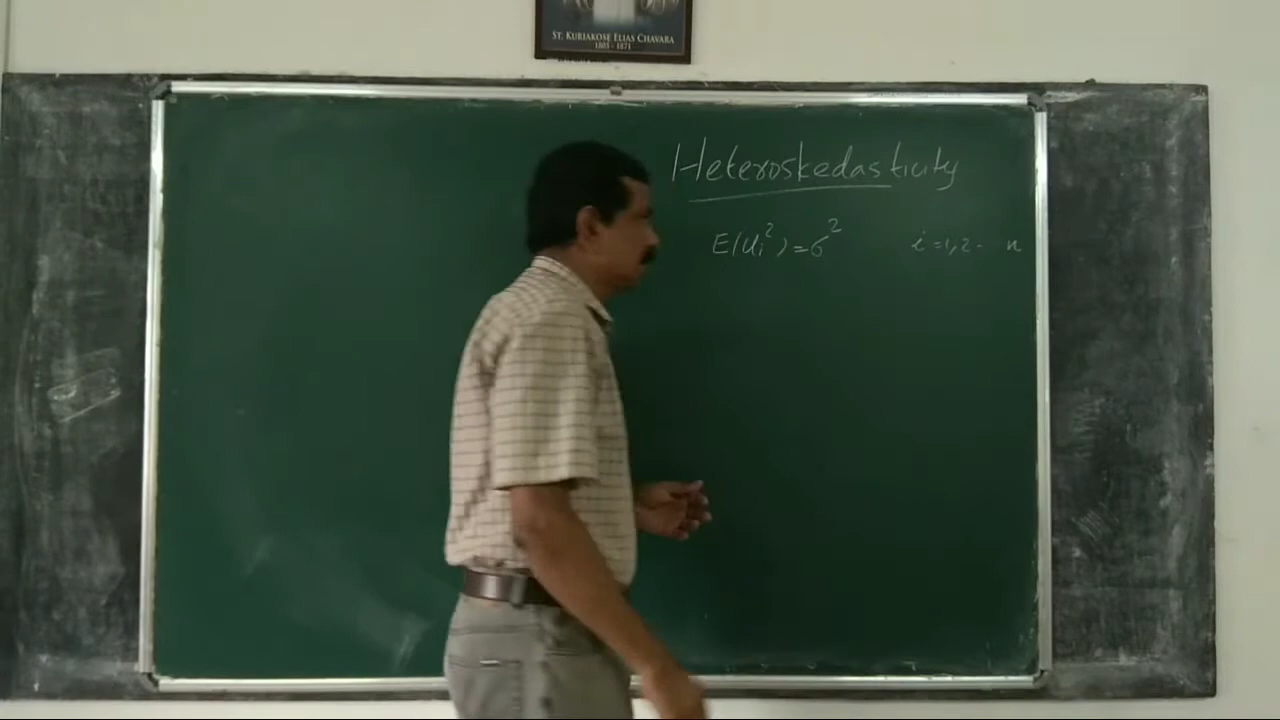 ST. KURIAKOSE ELIAS CHAVARA
1805 - 1871
Heteroskedasticity
E(Ui²) = σ² i = 1, 2 - n